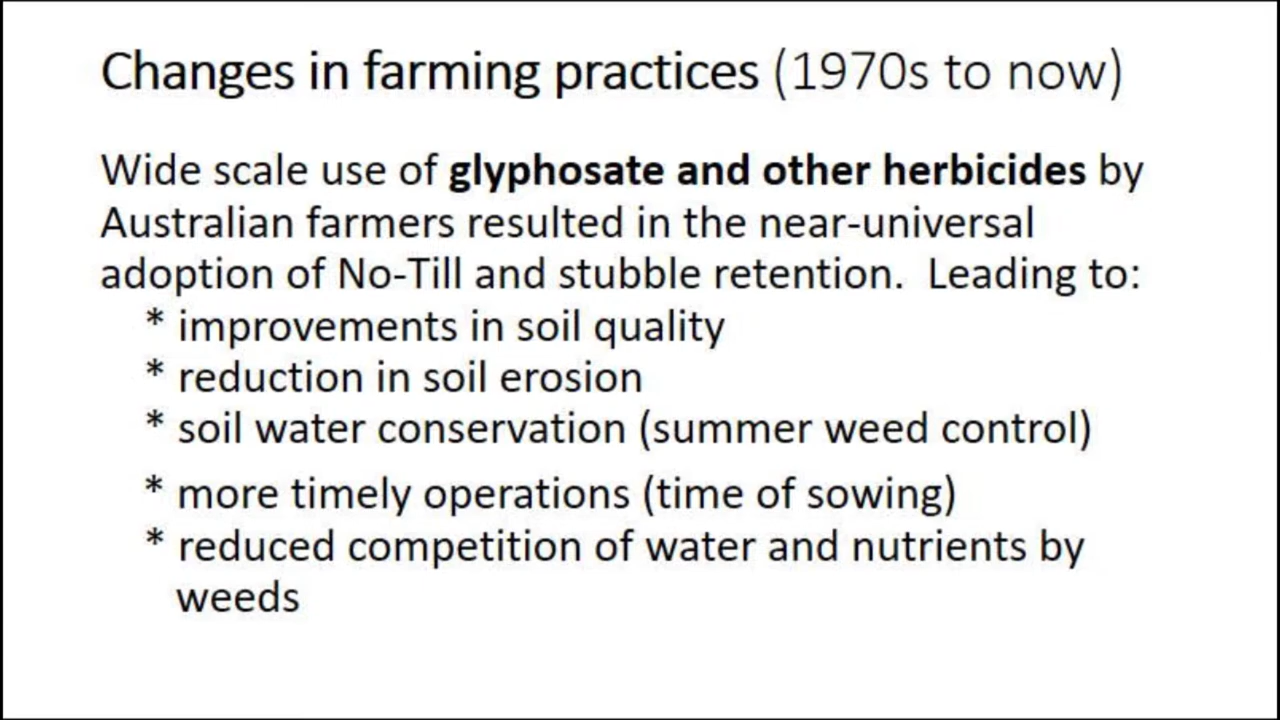 Changes in farming practices (1970s to now)
Wide scale use of glyphosate and other herbicides by
Australian farmers resulted in the near-universal
adoption of No-Till and stubble retention.  Leading to:
* improvements in soil quality
* reduction in soil erosion
* soil water conservation (summer weed control)
* more timely operations (time of sowing)
* reduced competition of water and nutrients by
weeds